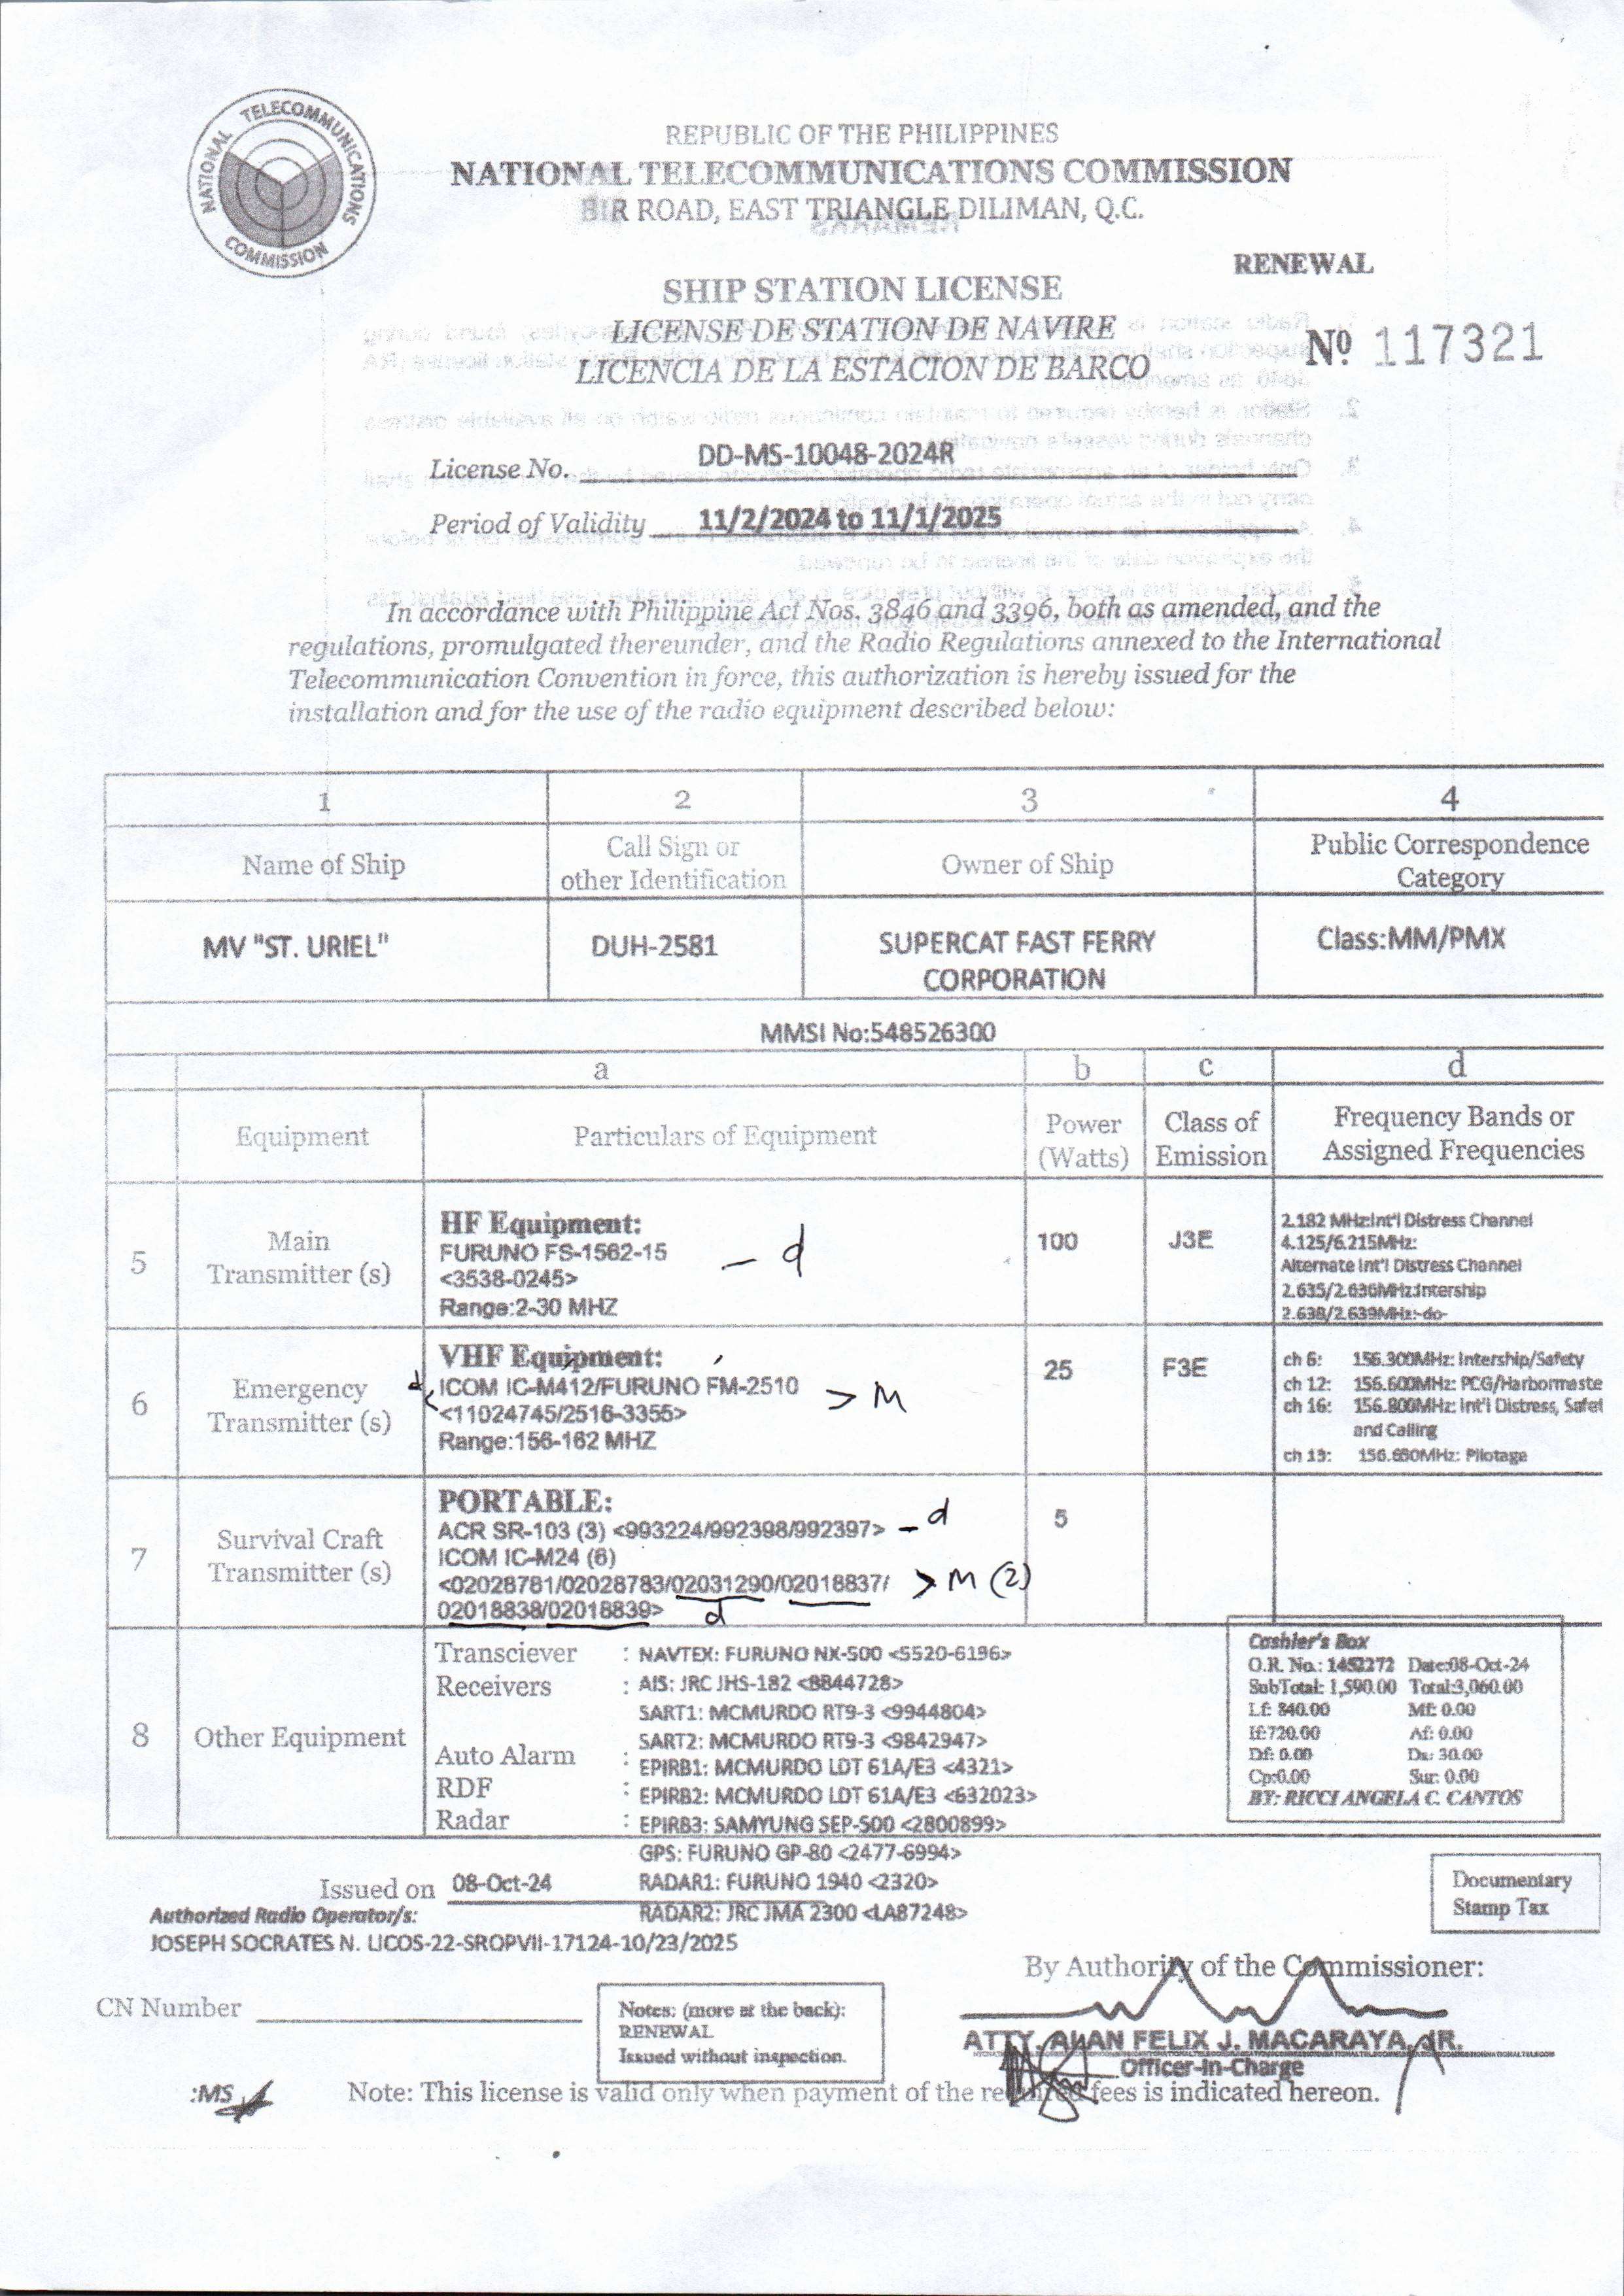 NATIONAL TELECOMMUNICATIONS COMMISSION
REPUBLIC OF THE PHILIPPINES
NATIONAL TELECOMMUNICATIONS COMMISSION
BIR ROAD, EAST TRIANGLE DILIMAN, Q.C.
RENEWAL
SHIP STATION LICENSE
LICENSE DE STATION DE NAVIRE
LICENCIA DE LA ESTACION DE BARCO
Nº 117321
License No. DD-MS-10048-2024R
Period of Validity 11/2/2024 to 11/1/2025
In accordance with Philippine Act Nos. 3846 and 3396, both as amended, and the
regulations, promulgated thereunder, and the Radio Regulations annexed to the International
Telecommunication Convention in force, this authorization is hereby issued for the
installation and for the use of the radio equipment described below:
1 2 3 4
Name of Ship
Call Sign or
other Identification
Owner of Ship
Public Correspondence
Category
MV "ST. URIEL"
DUH-2581
SUPERCAT FAST FERRY
CORPORATION
Class:MM/PMX
MMSI No:548526300
a b c d
Equipment
Particulars of Equipment
Power
(Watts)
Class of
Emission
Frequency Bands or
Assigned Frequencies
5
Main
Transmitter (s)
HF Equipment:
FURUNO FS-1562-15 – d
<3538-0245>
Range:2-30 MHZ
100
J3E
2.182 MHz:Int'l Distress Channel
4.125/6.215MHz:
Alternate Int'l Distress Channel
2.635/2.636MHz:Intership
2.638/2.639MHz:-do-
6
Emergency
Transmitter (s)
VHF Equipment:
d ICOM IC-M412/FURUNO FM-2510 > M
<11024745/2516-3355>
Range:156-162 MHZ
25
F3E
ch 6: 156.300MHz: Intership/Safety
ch 12: 156.600MHz: PCG/Harbormaste
ch 16: 156.800MHz: Int'l Distress, Safet
and Calling
ch 13: 156.650MHz: Pilotage
7
Survival Craft
Transmitter (s)
PORTABLE:
ACR SR-103 (3) <993224/992398/992397> – d
ICOM IC-M24 (6)
<02028781/02028783/02031290/02018837/ > M (2)
02018838/02018839> d
5
8
Other Equipment
Transciever : NAVTEX: FURUNO NX-500 <5520-6196>
Receivers : AIS: JRC JHS-182 <BB44728>
SART1: MCMURDO RT9-3 <9944804>
SART2: MCMURDO RT9-3 <9842947>
Auto Alarm : EPIRB1: MCMURDO LDT 61A/E3 <4321>
RDF : EPIRB2: MCMURDO LDT 61A/E3 <632023>
Radar : EPIRB3: SAMYUNG SEP-500 <2800899>
GPS: FURUNO GP-80 <2477-6994>
RADAR1: FURUNO 1940 <2320>
RADAR2: JRC JMA 2300 <LA87248>
Cashier's Box
O.R. No.: 1452272 Date:08-Oct-24
SubTotal: 1,590.00 Total:3,060.00
Lf: 840.00 Mf: 0.00
If:720.00 Af: 0.00
Df: 0.00 Ds: 30.00
Cp:0.00 Sur: 0.00
BY: RICCI ANGELA C. CANTOS
Issued on 08-Oct-24
Documentary
Stamp Tax
Authorized Radio Operator/s:
JOSEPH SOCRATES N. LICOS-22-SROPVII-17124-10/23/2025
By Authority of the Commissioner:
CN Number
Notes: (more at the back):
RENEWAL
Issued without inspection.
ATTY. ALAN FELIX J. MACARAYA, JR.
Officer-In-Charge
:MS
Note: This license is valid only when payment of the required fees is indicated hereon.